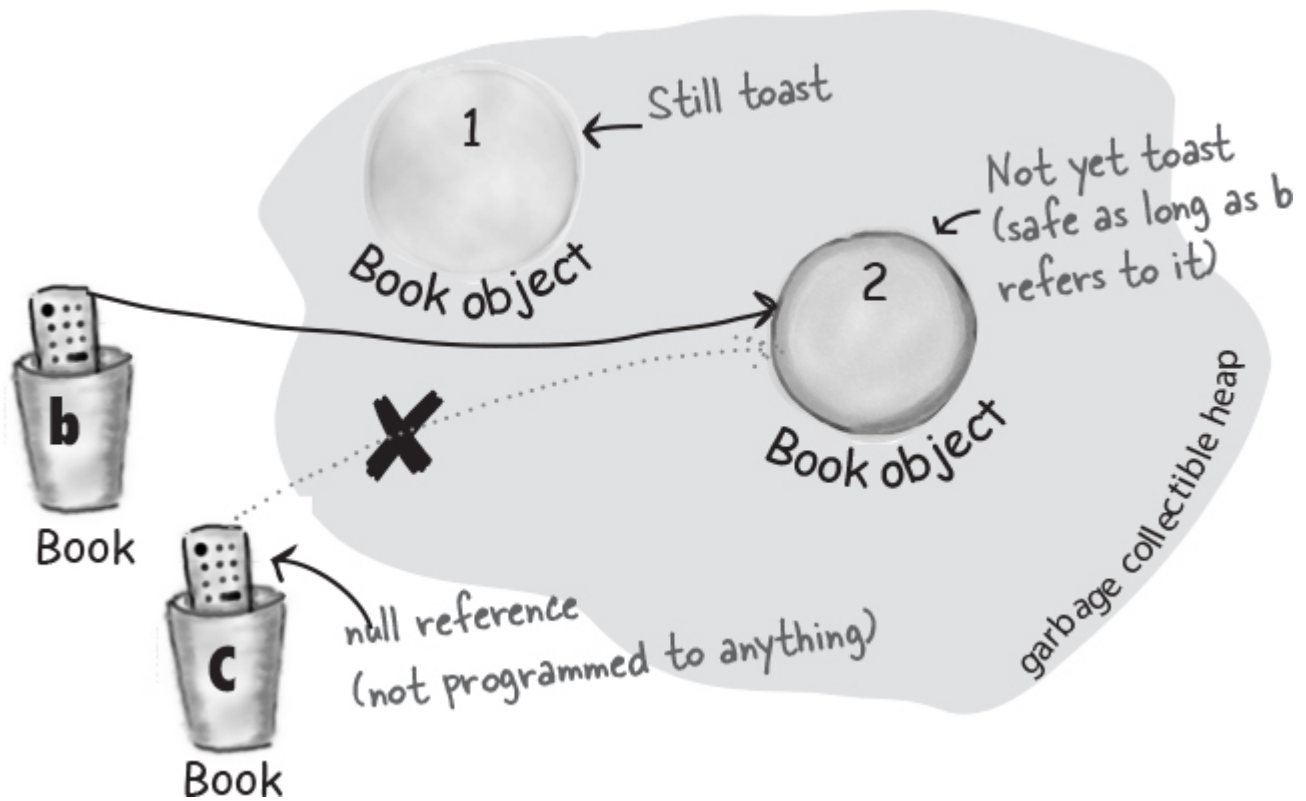 1
Still toast
Book object
Not yet toast
(safe as long as b
refers to it)
2
Book object
b
Book
c
Book
null reference
(not programmed to anything)
garbage collectible heap